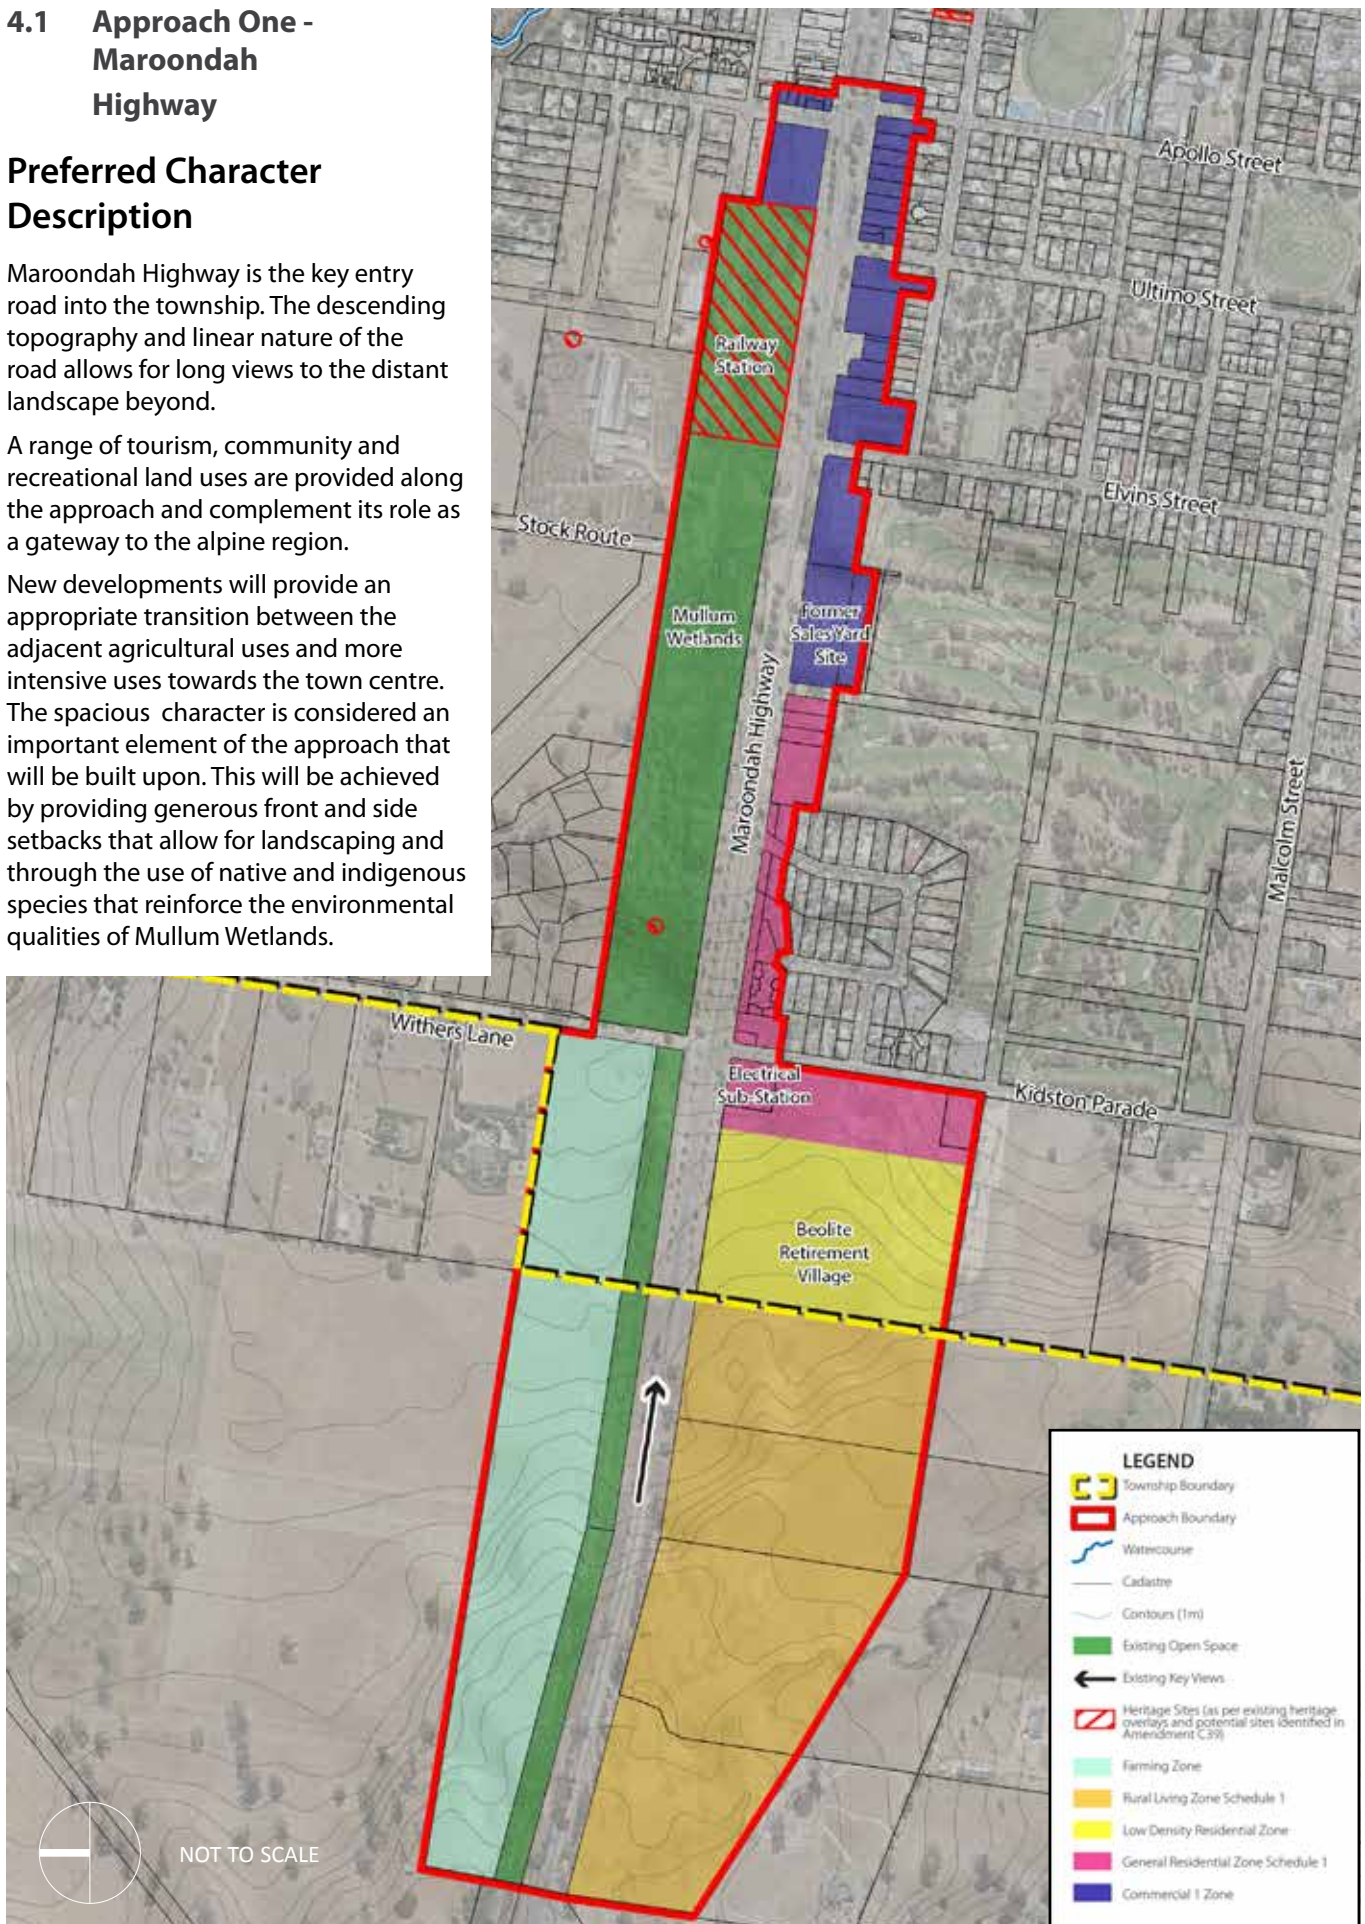 4.1 Approach One -
Maroondah
Highway
Preferred Character
Description
Maroondah Highway is the key entry
road into the township. The descending
topography and linear nature of the
road allows for long views to the distant
landscape beyond.
A range of tourism, community and
recreational land uses are provided along
the approach and complement its role as
a gateway to the alpine region.
New developments will provide an
appropriate transition between the
adjacent agricultural uses and more
intensive uses towards the town centre.
The spacious character is considered an
important element of the approach that
will be built upon. This will be achieved
by providing generous front and side
setbacks that allow for landscaping and
through the use of native and indigenous
species that reinforce the environmental
qualities of Mullum Wetlands.
Apollo Street
Ultimo Street
Railway
Station
Elvins Street
Stock Route
Mullum
Wetlands
Former
Sales Yard
Site
Maroondah Highway
Malcolm Street
Withers Lane
Electrical
Sub-Station
Kidston Parade
Beolite
Retirement
Village
NOT TO SCALE
LEGEND
Township Boundary
Approach Boundary
Watercourse
Cadastre
Contours (1m)
Existing Open Space
Existing Key Views
Heritage Sites (as per existing heritage
overlays and potential sites identified in
Amendment C39)
Farming Zone
Rural Living Zone Schedule 1
Low Density Residential Zone
General Residential Zone Schedule 1
Commercial 1 Zone